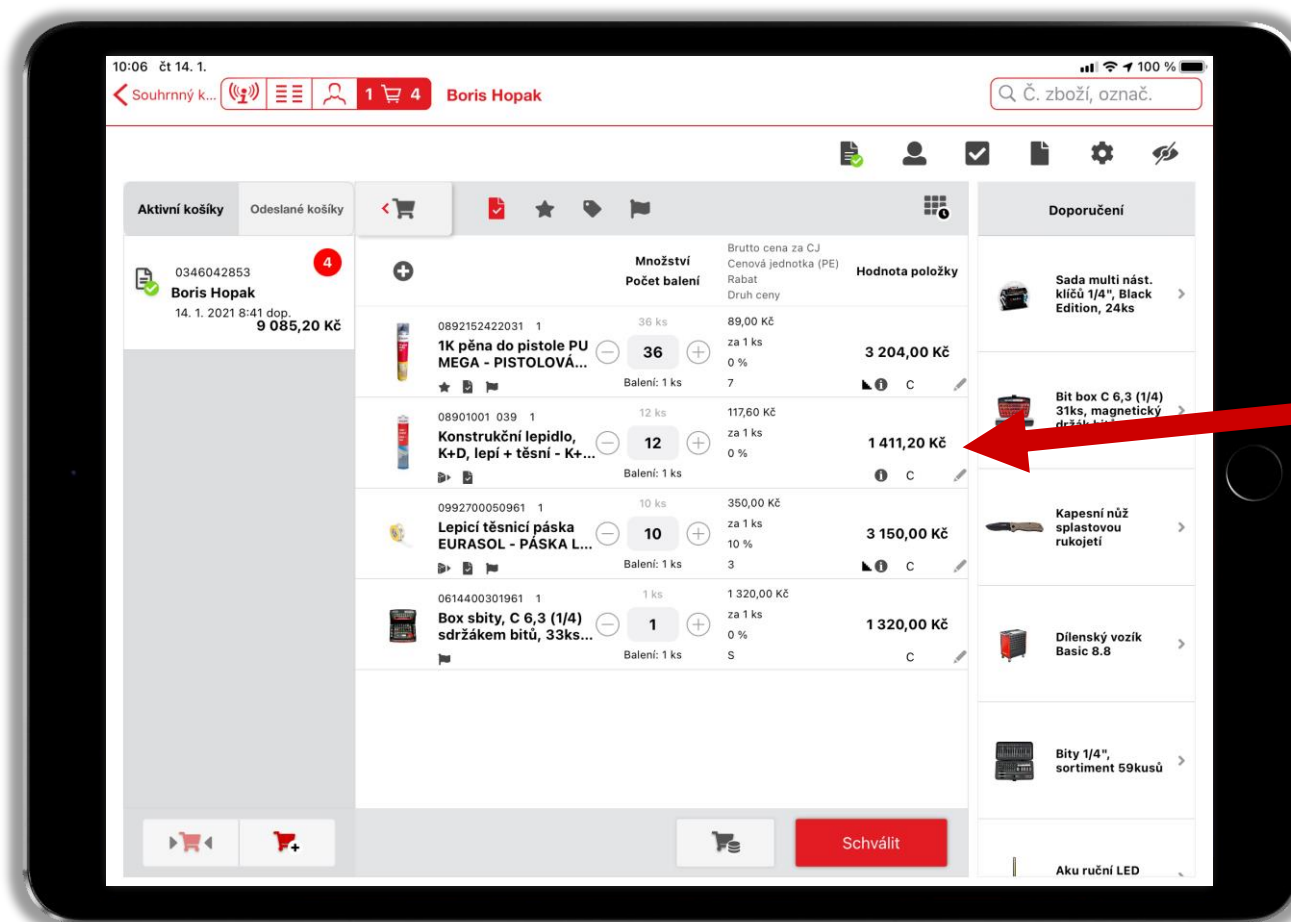 10:06 čt 14. 1.
100 %
Souhrnný k...
1 4
Boris Hopak
Č. zboží, označ.
Aktivní košíky
Odeslané košíky
Doporučení
4
0346042853
Boris Hopak
14. 1. 2021 8:41 dop.
9 085,20 Kč
Množství
Počet balení
Brutto cena za CJ
Cenová jednotka (PE)
Rabat
Druh ceny
Hodnota položky
0892152422031 1
1K pěna do pistole PU
MEGA - PISTOLOVÁ...
36 ks
36
Balení: 1 ks
89,00 Kč
za 1 ks
0 %
7
3 204,00 Kč
C
08901001 039 1
Konstrukční lepidlo,
K+D, lepí + těsní - K+...
12 ks
12
Balení: 1 ks
117,60 Kč
za 1 ks
0 %
1 411,20 Kč
C
0992700050961 1
Lepicí těsnicí páska
EURASOL - PÁSKA L...
10 ks
10
Balení: 1 ks
350,00 Kč
za 1 ks
10 %
3
3 150,00 Kč
C
0614400301961 1
Box sbity, C 6,3 (1/4)
sdržákem bitů, 33ks...
1 ks
1
Balení: 1 ks
1 320,00 Kč
za 1 ks
0 %
S
1 320,00 Kč
C
Sada multi nást.
klíčů 1/4", Black
Edition, 24ks
Bit box C 6,3 (1/4)
31ks, magnetický
Kapesní nůž
splastovou
rukojetí
Dílenský vozík
Basic 8.8
Bity 1/4",
sortiment 59kusů
Aku ruční LED
Schválit